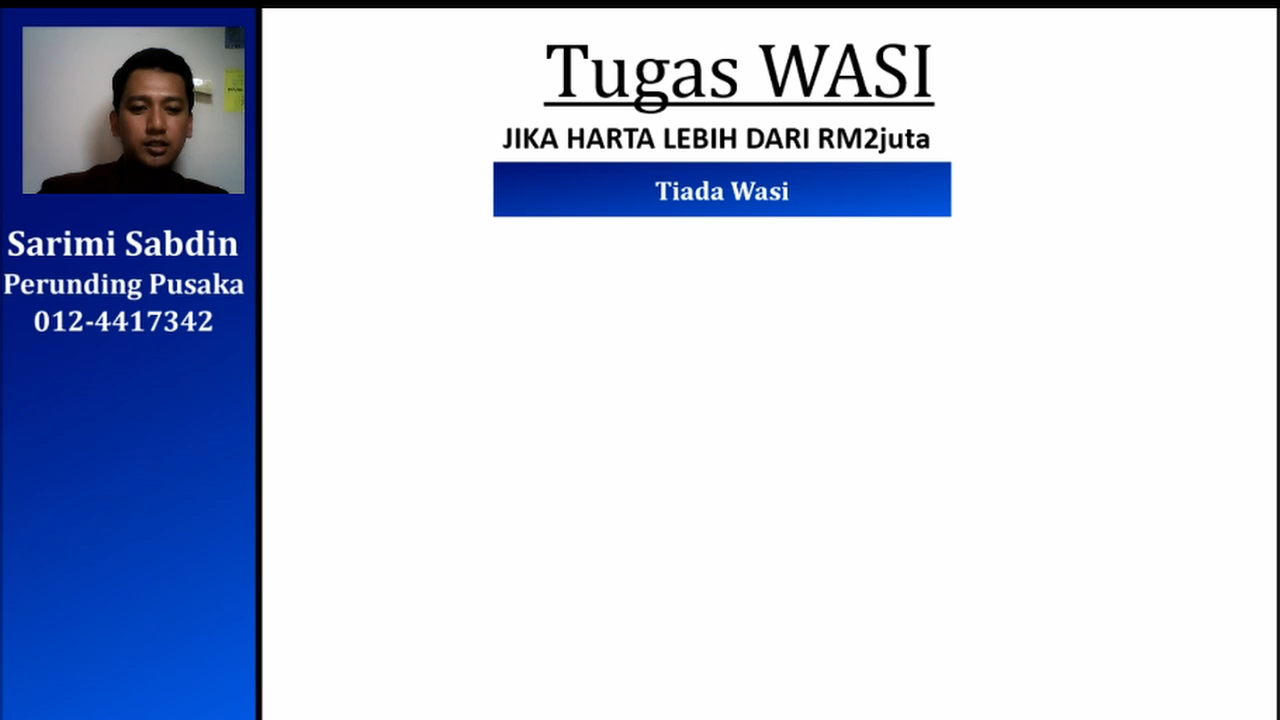 Tugas WASI
JIKA HARTA LEBIH DARI RM2juta
Tiada Wasi
Sarimi Sabdin
Perunding Pusaka
012-4417342